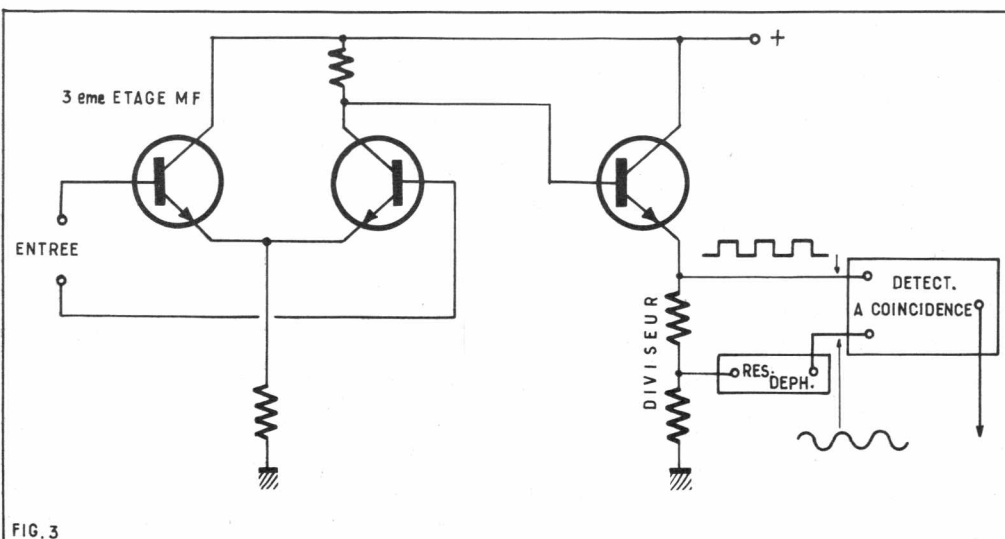 +
3 eme ETAGE MF
ENTREE
DIVISEUR
DETECT.
A COINCIDENCE
RES.
DEPH.
FIG.3